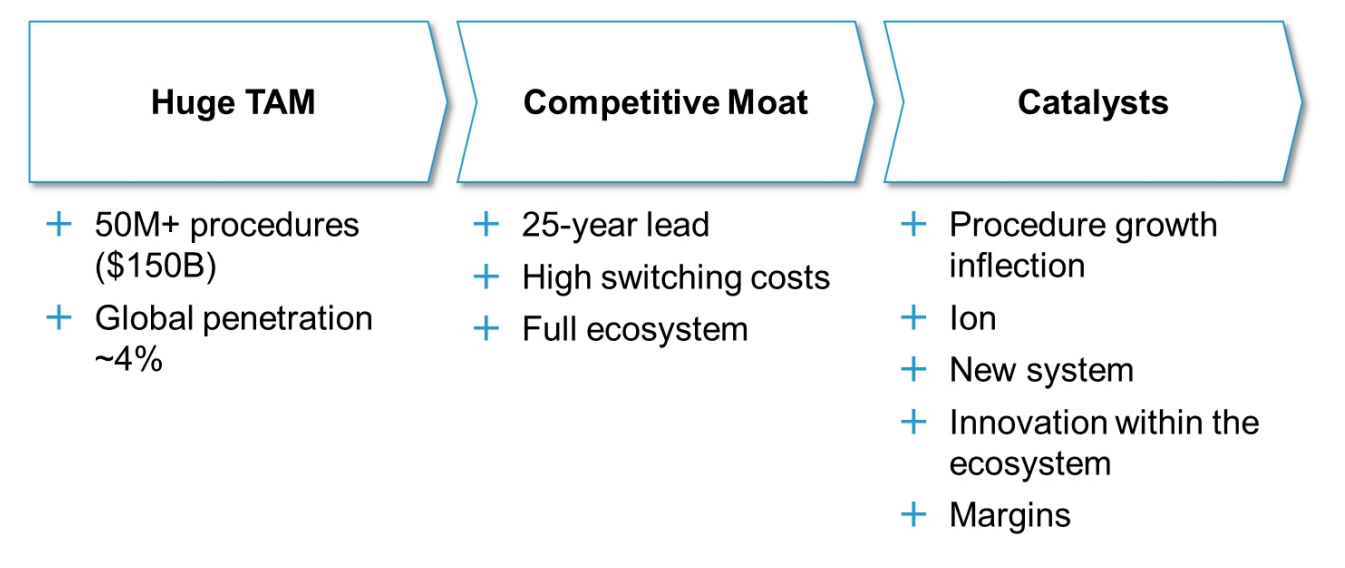 Huge TAM
50M+ procedures
($150B)
Global penetration
~4%
Competitive Moat
25-year lead
High switching costs
Full ecosystem
Catalysts
Procedure growth
inflection
Ion
New system
Innovation within the
ecosystem
Margins